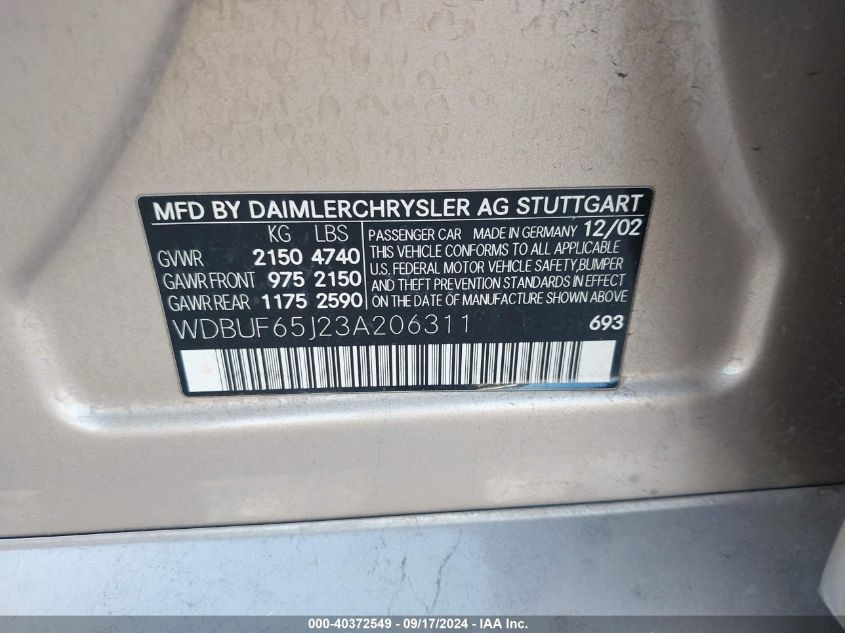 MFD BY DAIMLERCHRYSLER AG STUTTGART
KG LBS
GVWR 2150 4740
GAWR FRONT 975 2150
GAWR REAR 1175 2590
PASSENGER CAR MADE IN GERMANY 12/02
THIS VEHICLE CONFORMS TO ALL APPLICABLE
U.S. FEDERAL MOTOR VEHICLE SAFETY,BUMPER
AND THEFT PREVENTION STANDARDS IN EFFECT
ON THE DATE OF MANUFACTURE SHOWN ABOVE
WDBUF65J23A206311 693
000-40372549 - 09/17/2024 - IAA Inc.